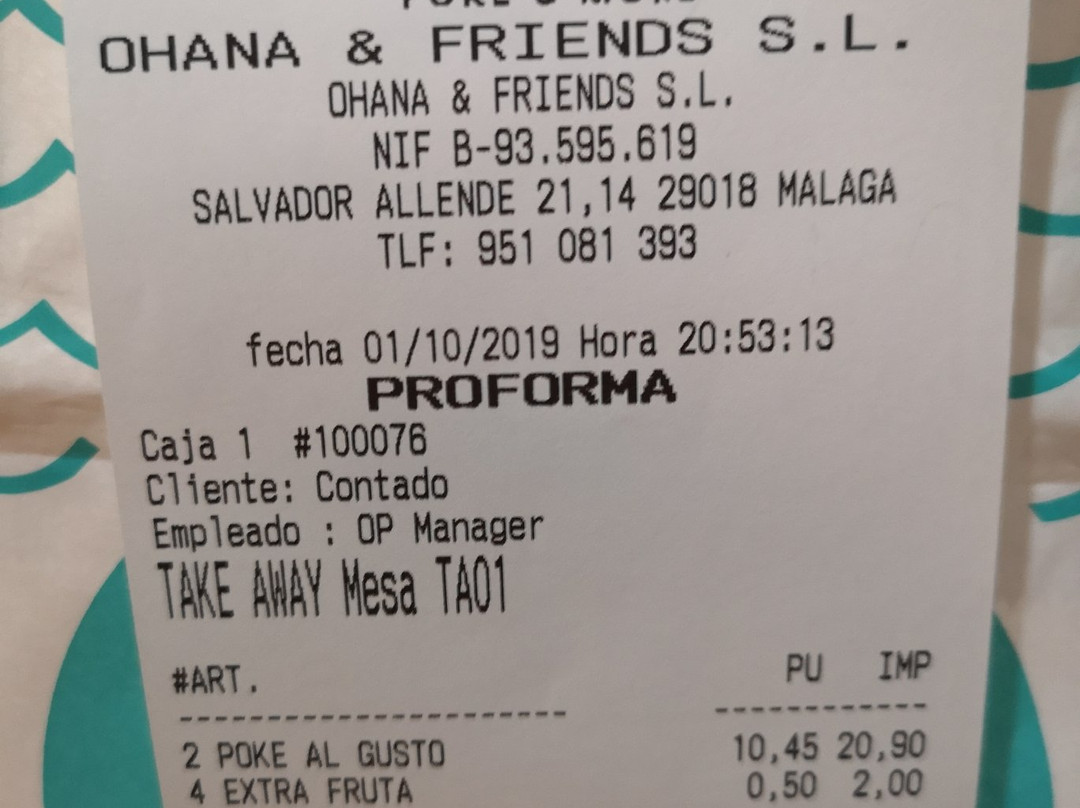 OHANA & FRIENDS S.L.
OHANA & FRIENDS S.L.
NIF B-93.595.619
SALVADOR ALLENDE 21,14 29018 MALAGA
TLF: 951 081 393
fecha 01/10/2019 Hora 20:53:13
PROFORMA
Caja 1 #100076
Cliente: Contado
Empleado : OP Manager
TAKE AWAY Mesa TA01
#ART. PU IMP
------------------------- -------------
2 POKE AL GUSTO 10,45 20,90
4 EXTRA FRUTA 0,50 2,00